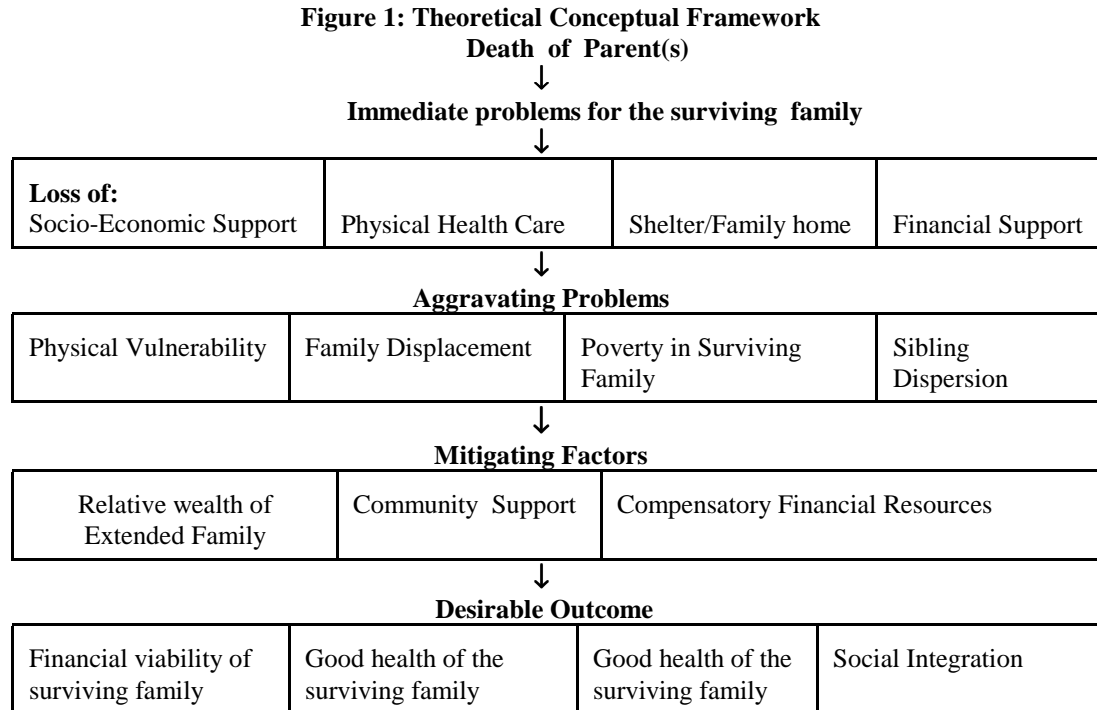 Figure 1: Theoretical Conceptual Framework
Death of Parent(s)
↓
Immediate problems for the surviving family
↓
Loss of:
Socio-Economic Support Physical Health Care Shelter/Family home Financial Support
↓
Aggravating Problems
Physical Vulnerability Family Displacement Poverty in Surviving Family Sibling Dispersion
↓
Mitigating Factors
Relative wealth of Extended Family Community Support Compensatory Financial Resources
↓
Desirable Outcome
Financial viability of surviving family Good health of the surviving family Good health of the surviving family Social Integration